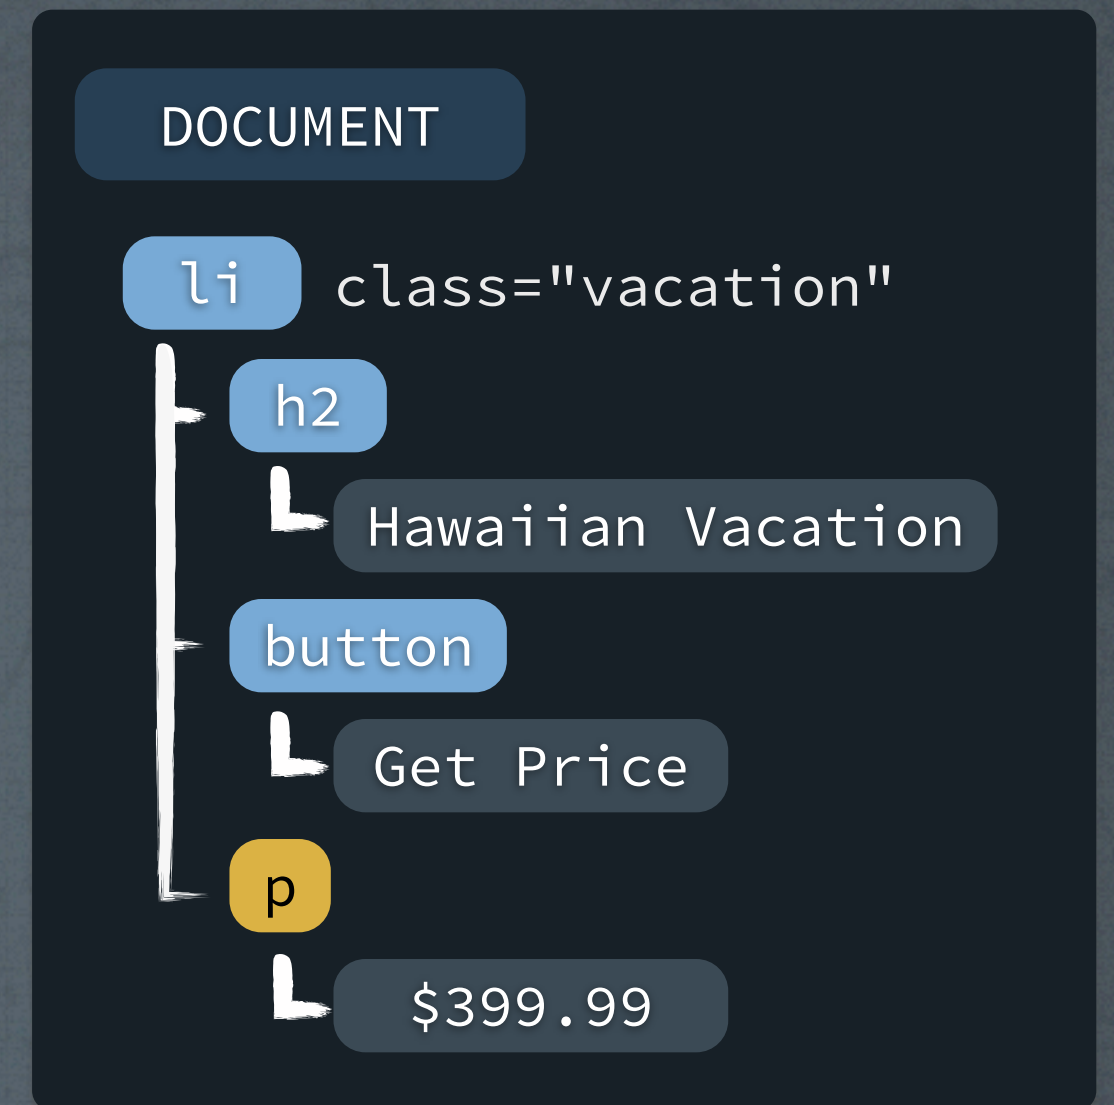 DOCUMENT
li class="vacation"
h2
Hawaiian Vacation
button
Get Price
p
$399.99